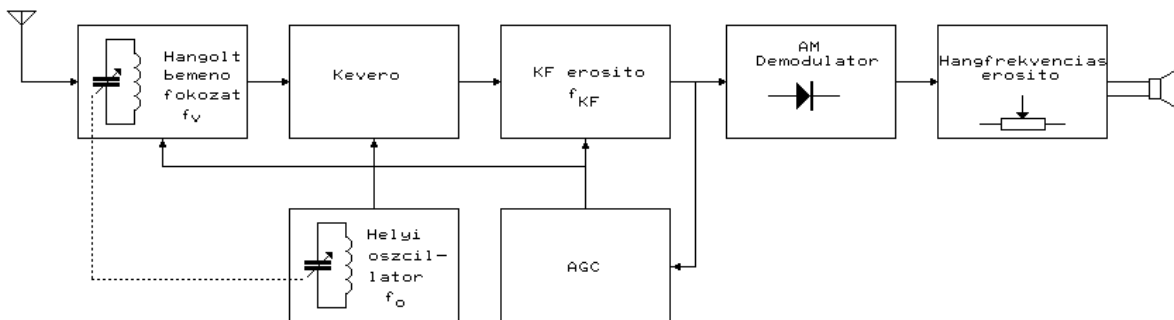 Hangolt
bemeno
fokozat
fv
Kevero
KF erosito
fKF
AM
Demodulator
Hangfrekvencias
erosito
Helyi
oszcil-
lator
fo
AGC